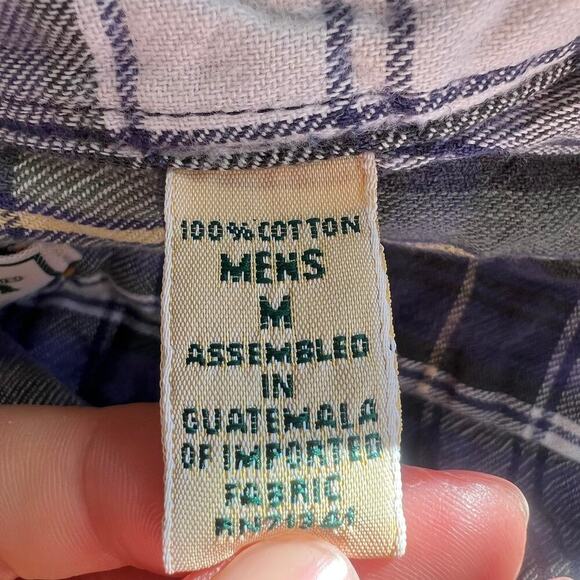 100% COTTON
MENS
M
ASSEMBLED
IN
GUATEMALA
OF IMPORTED
FABRIC